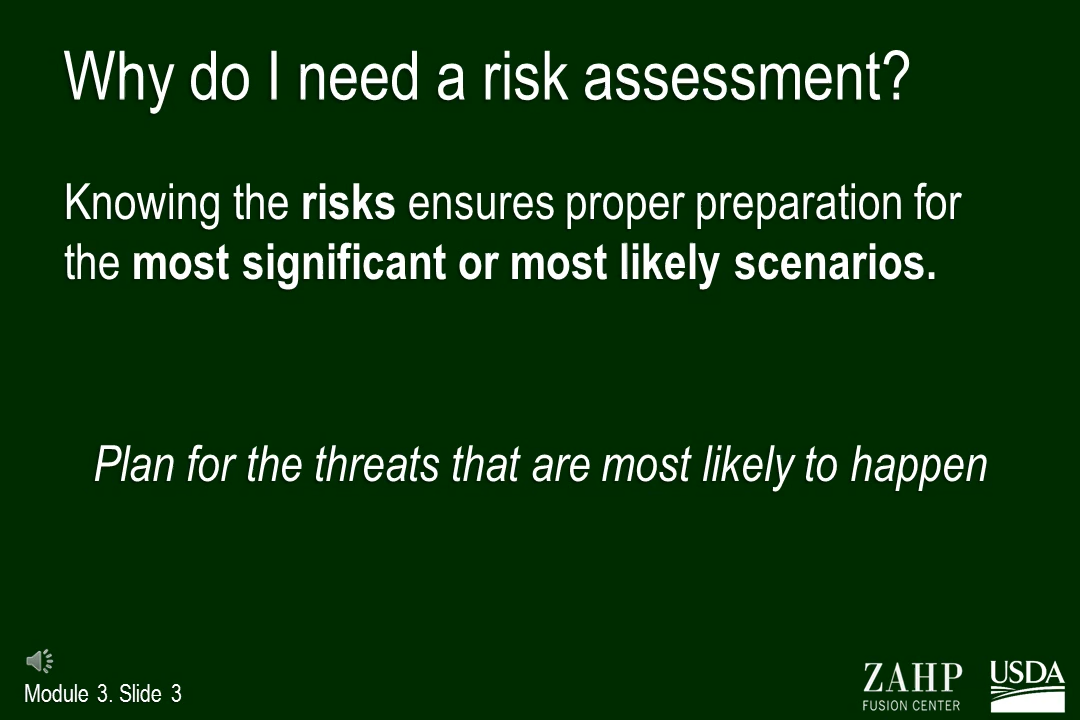 Why do I need a risk assessment?
Knowing the risks ensures proper preparation for
the most significant or most likely scenarios.
Plan for the threats that are most likely to happen
Module 3. Slide 3
ZAHP
FUSION CENTER
USDA